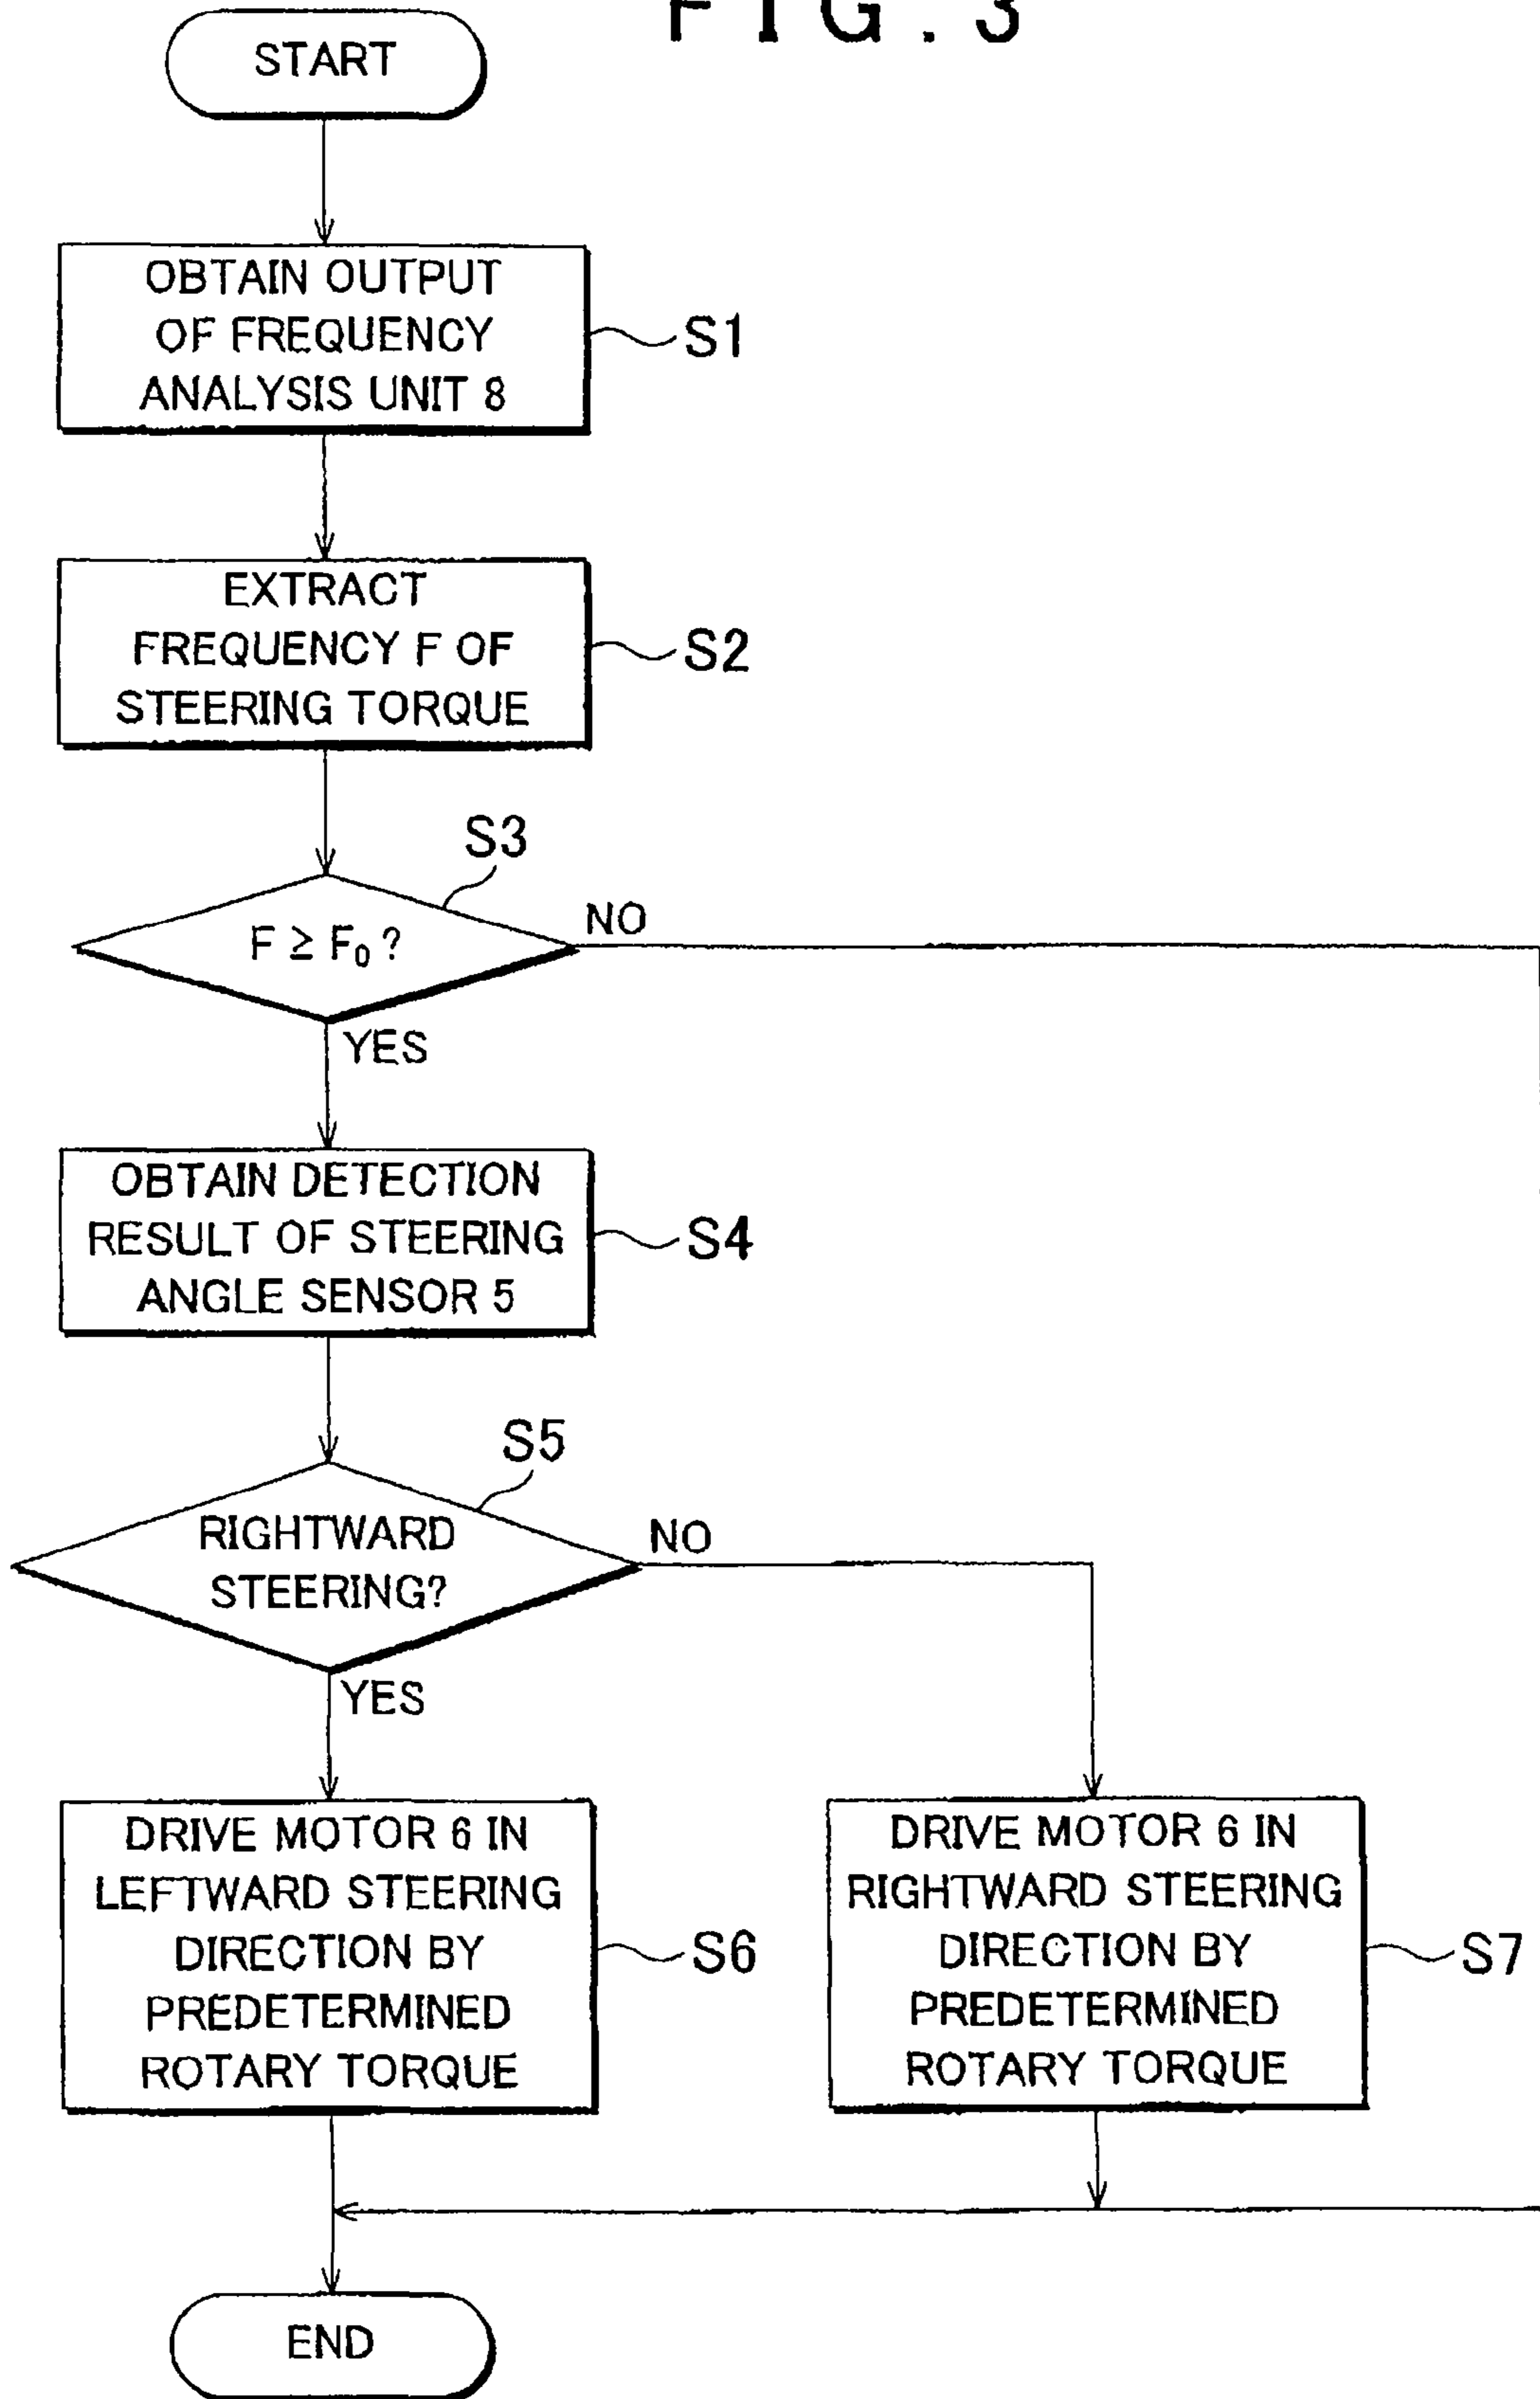 FIG. 3
START
OBTAIN OUTPUT
OF FREQUENCY
ANALYSIS UNIT 8
S1
EXTRACT
FREQUENCY F OF
STEERING TORQUE
S2
S3
F ≥ F₀ ?
NO
YES
OBTAIN DETECTION
RESULT OF STEERING
ANGLE SENSOR 5
S4
S5
RIGHTWARD
STEERING?
NO
YES
DRIVE MOTOR 6 IN
LEFTWARD STEERING
DIRECTION BY
PREDETERMINED
ROTARY TORQUE
S6
DRIVE MOTOR 6 IN
RIGHTWARD STEERING
DIRECTION BY
PREDETERMINED
ROTARY TORQUE
S7
END